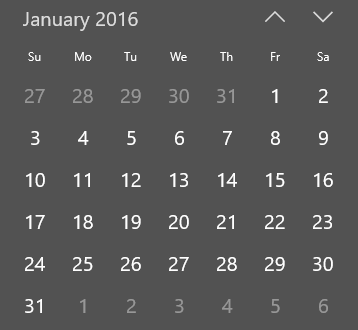 January 2016
Su Mo Tu We Th Fr Sa
27 28 29 30 31 1 2
3 4 5 6 7 8 9
10 11 12 13 14 15 16
17 18 19 20 21 22 23
24 25 26 27 28 29 30
31 1 2 3 4 5 6